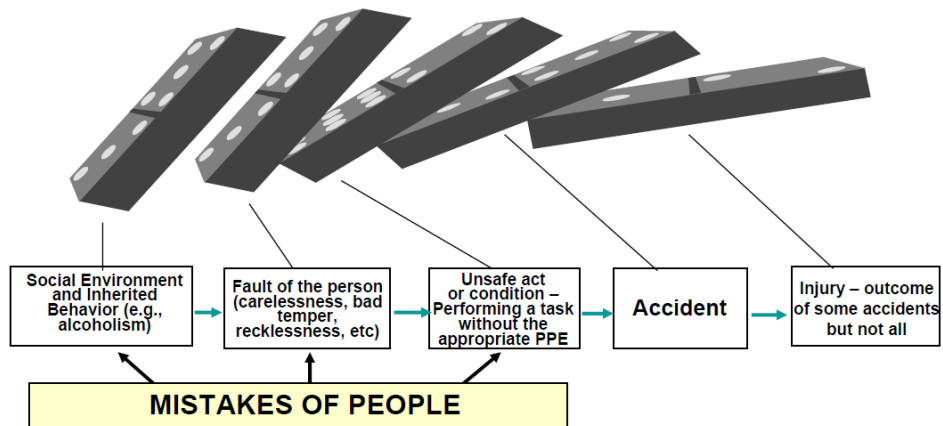 Social Environment
and Inherited
Behavior (e.g.,
alcoholism)
Fault of the person
(carelessness, bad
temper,
recklessness, etc)
Unsafe act
or condition –
Performing a task
without the
appropriate PPE
Accident
Injury – outcome
of some accidents
but not all
MISTAKES OF PEOPLE